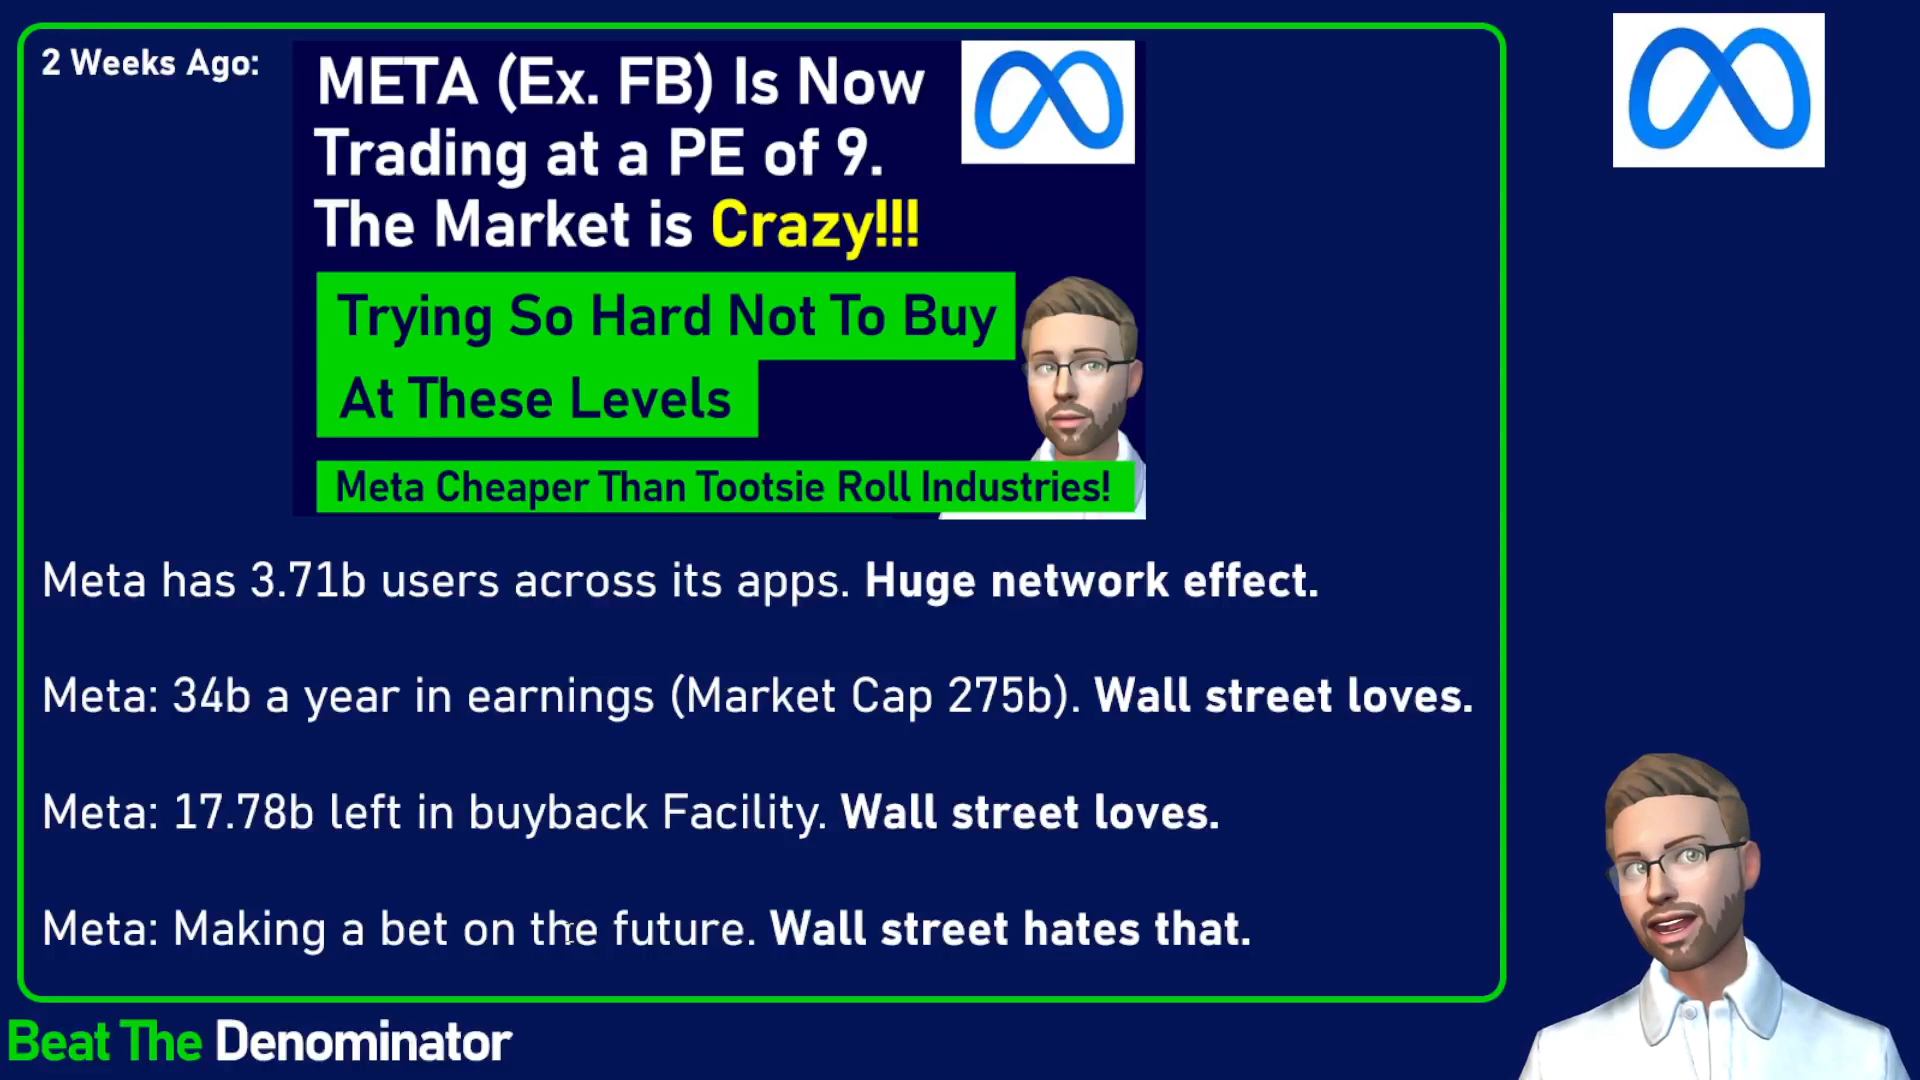 2 Weeks Ago:
META (Ex. FB) Is Now
Trading at a PE of 9.
The Market is Crazy!!!
Trying So Hard Not To Buy
At These Levels
Meta Cheaper Than Tootsie Roll Industries!
Meta has 3.71b users across its apps. Huge network effect.
Meta: 34b a year in earnings (Market Cap 275b). Wall street loves.
Meta: 17.78b left in buyback Facility. Wall street loves.
Meta: Making a bet on the future. Wall street hates that.
Beat The Denominator